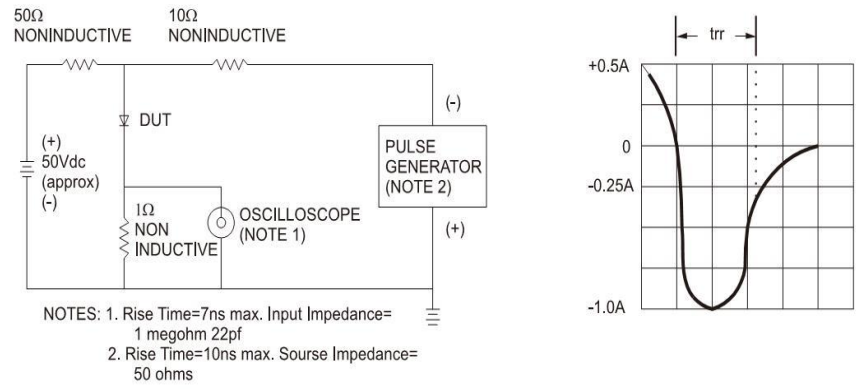 50Ω
NONINDUCTIVE
10Ω
NONINDUCTIVE
DUT
(+)
50Vdc
(approx)
(-)
1Ω
NON
INDUCTIVE
OSCILLOSCOPE
(NOTE 1)
(-)
PULSE
GENERATOR
(NOTE 2)
(+)
NOTES: 1. Rise Time=7ns max. Input Impedance=
1 megohm 22pf
2. Rise Time=10ns max. Sourse Impedance=
50 ohms
trr
+0.5A
0
-0.25A
-1.0A